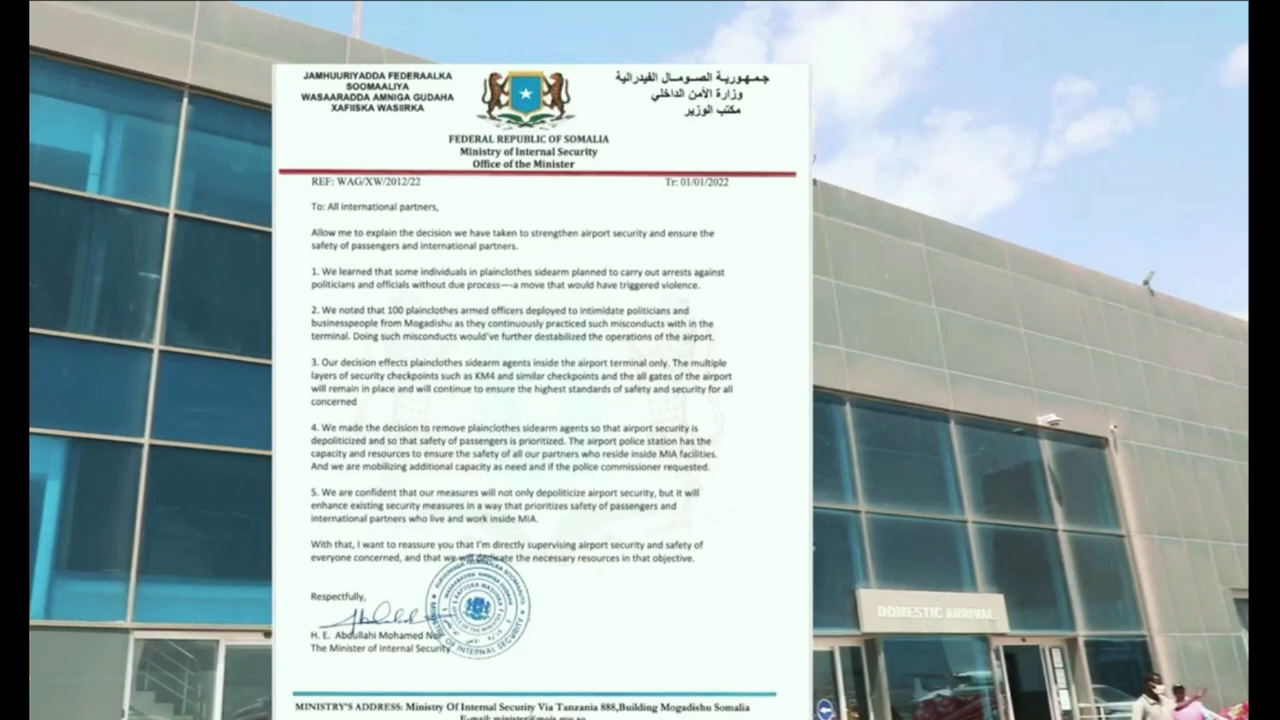 JAMHUURIYADDA FEDERAALKA
SOOMAALIYA
WASAARADDA AMNIGA GUDAHA
XAFIISKA WASIIRKA
جمهورية الصومال الفيدرالية
وزارة الأمن الداخلي
مكتب الوزير
FEDERAL REPUBLIC OF SOMALIA
Ministry of Internal Security
Office of the Minister
REF: WAG/XW/2012/22 Tr: 01/01/2022
To: All international partners,
Allow me to explain the decision we have taken to strengthen airport security and ensure the
safety of passengers and international partners.
1. We learned that some individuals in plainclothes sidearm planned to carry out arrests against
politicians and officials without due process—-a move that would have triggered violence.
2. We noted that 100 plainclothes armed officers deployed to intimidate politicians and
businesspeople from Mogadishu as they continuously practiced such misconducts with in the
terminal. Doing such misconducts would've further destabilized the operations of the airport.
3. Our decision effects plainclothes sidearm agents inside the airport terminal only. The multiple
layers of security checkpoints such as KM4 and similar checkpoints and the all gates of the airport
will remain in place and will continue to ensure the highest standards of safety and security for all
concerned
4. We made the decision to remove plainclothes sidearm agents so that airport security is
depoliticized and so that safety of passengers is prioritized. The airport police station has the
capacity and resources to ensure the safety of all our partners who reside inside MIA facilities.
And we are mobilizing additional capacity as need and if the police commissioner requested.
5. We are confident that our measures will not only depoliticize airport security, but it will
enhance existing security measures in a way that prioritizes safety of passengers and
international partners who live and work inside MIA.
With that, I want to reassure you that I'm directly supervising airport security and safety of
everyone concerned, and that we will dedicate the necessary resources in that objective.
Respectfully,
H. E. Abdullahi Mohamed Nor
The Minister of Internal Security
MINISTRY'S ADDRESS: Ministry Of Internal Security Via Tanzania 888,Building Mogadishu Somalia
DOMESTIC ARRIVAL